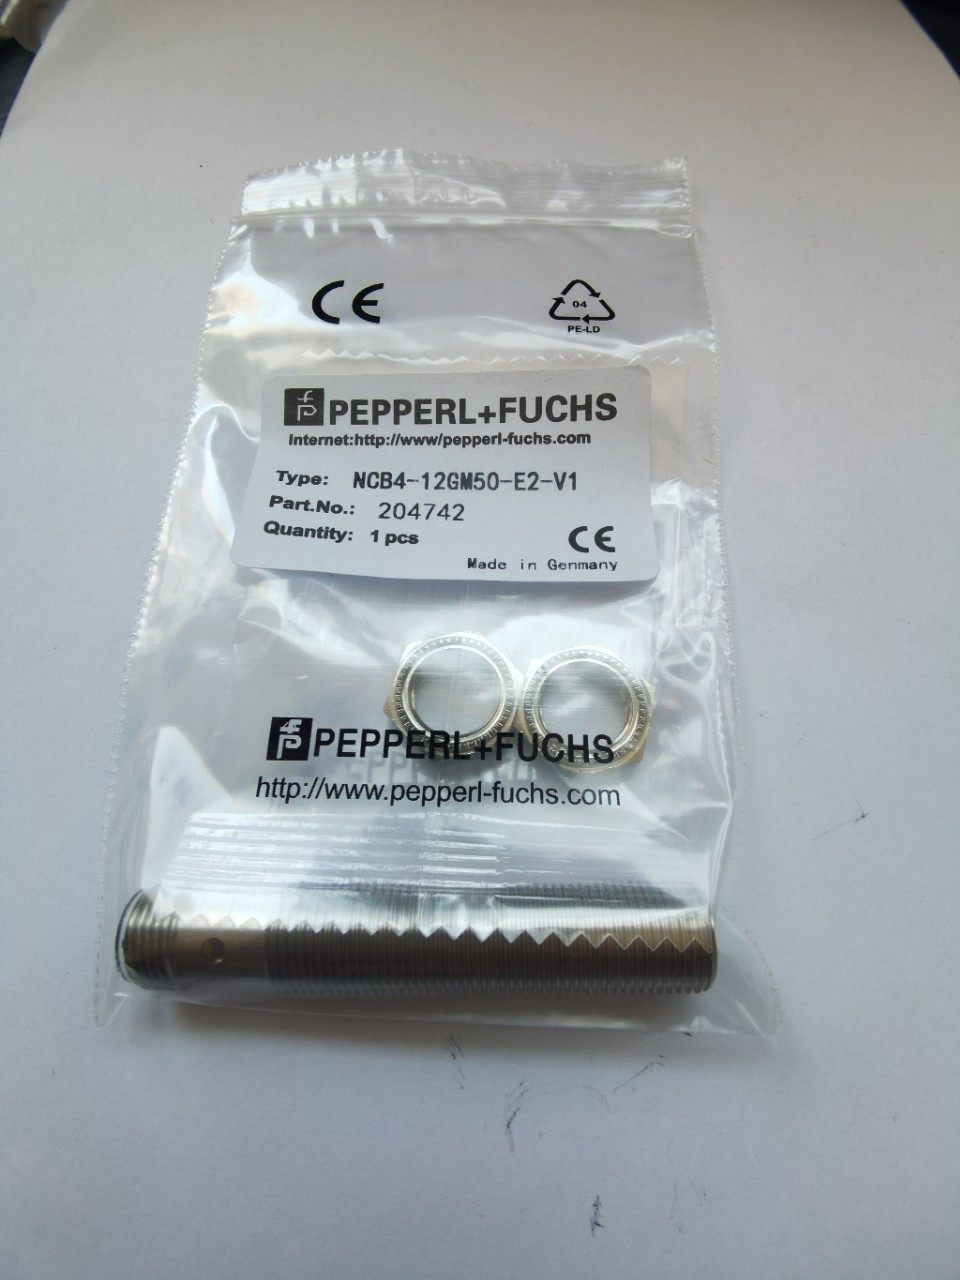 CE
04
PE-LD
PEPPERL+FUCHS
Internet:http://www/pepperl-fuchs.com
Type: NCB4-12GM50-E2-V1
Part.No.: 204742
Quantity: 1 pcs
CE
Made in Genmany
PEPPERL+FUCHS
http://www.pepperl-fuchs.com